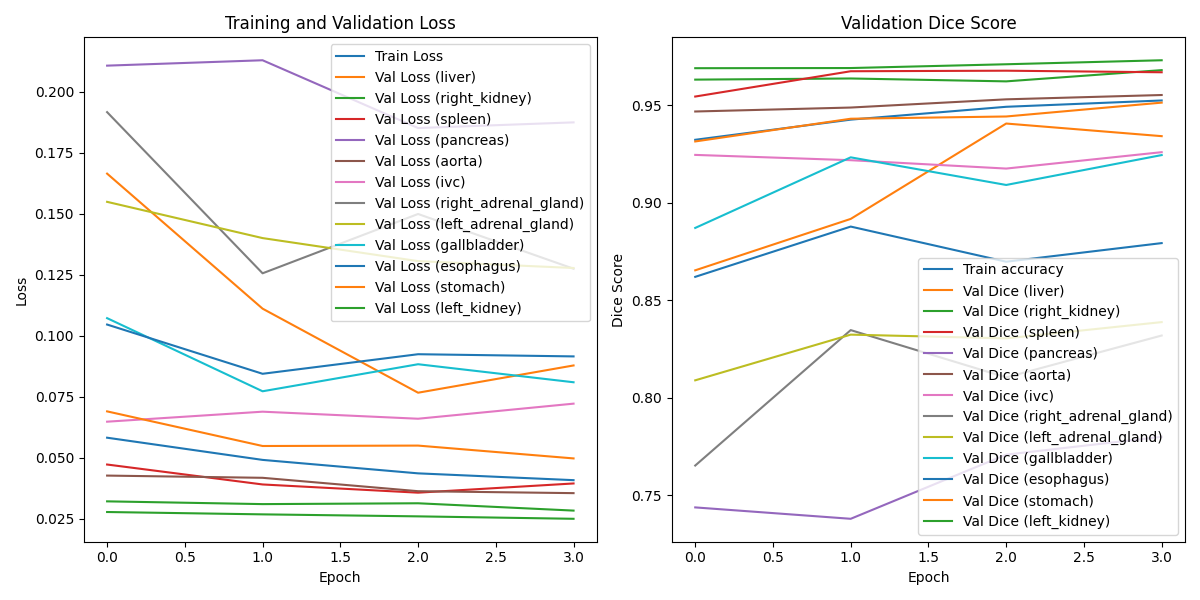 Training and Validation Loss
Loss
0.200
0.175
0.150
0.125
0.100
0.075
0.050
0.025
Train Loss
Val Loss (liver)
Val Loss (right_kidney)
Val Loss (spleen)
Val Loss (pancreas)
Val Loss (aorta)
Val Loss (ivc)
Val Loss (right_adrenal_gland)
Val Loss (left_adrenal_gland)
Val Loss (gallbladder)
Val Loss (esophagus)
Val Loss (stomach)
Val Loss (left_kidney)
0.0 0.5 1.0 1.5 2.0 2.5 3.0
Epoch
Validation Dice Score
Dice Score
0.95
0.90
0.85
0.80
0.75
Train accuracy
Val Dice (liver)
Val Dice (right_kidney)
Val Dice (spleen)
Val Dice (pancreas)
Val Dice (aorta)
Val Dice (ivc)
Val Dice (right_adrenal_gland)
Val Dice (left_adrenal_gland)
Val Dice (gallbladder)
Val Dice (esophagus)
Val Dice (stomach)
Val Dice (left_kidney)
0.0 0.5 1.0 1.5 2.0 2.5 3.0
Epoch